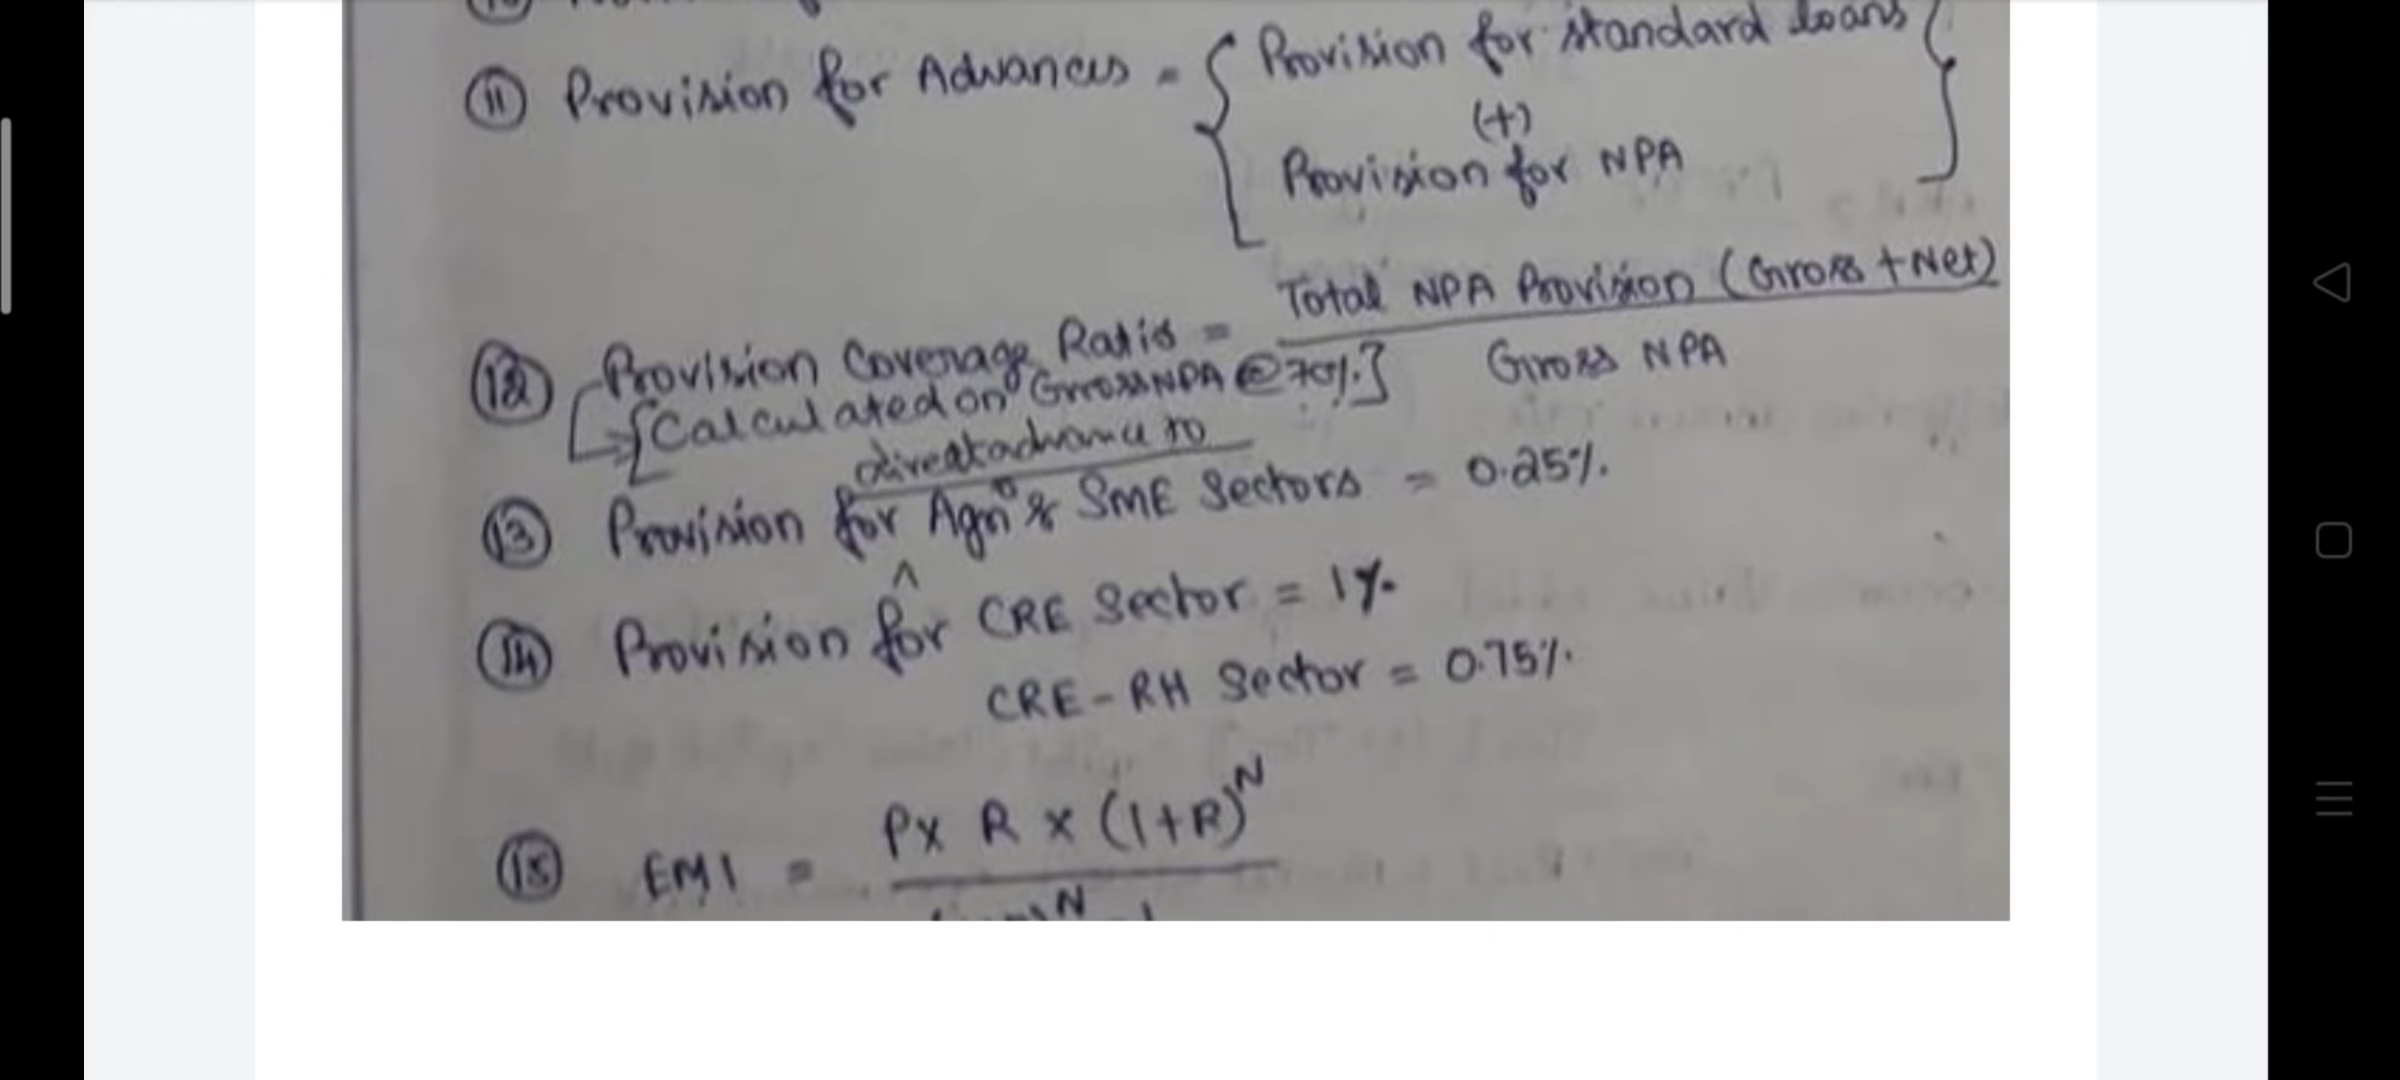 (11) Provision for Advances = { Provision for standard loans }
(+)
Provision for NPA
(12) Provision Coverage Ratio = Total NPA Provision (Gross + Net)
Gross NPA
[Calculated on Gross NPA @ 70%.]
direct advance to
(13) Provision for Agri & SME Sectors = 0.25%.
(14) Provision for CRE Sector = 1%.
CRE-RH Sector = 0.75%.
(15) EMI = P x R x (1+R)^N